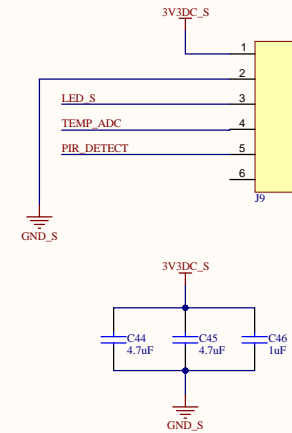 3V3DC_S
1
2
LED_S 3
TEMP_ADC 4
PIR_DETECT 5
6
J9
GND_S
3V3DC_S
C44 C45 C46
4.7uF 4.7uF 1uF
GND_S